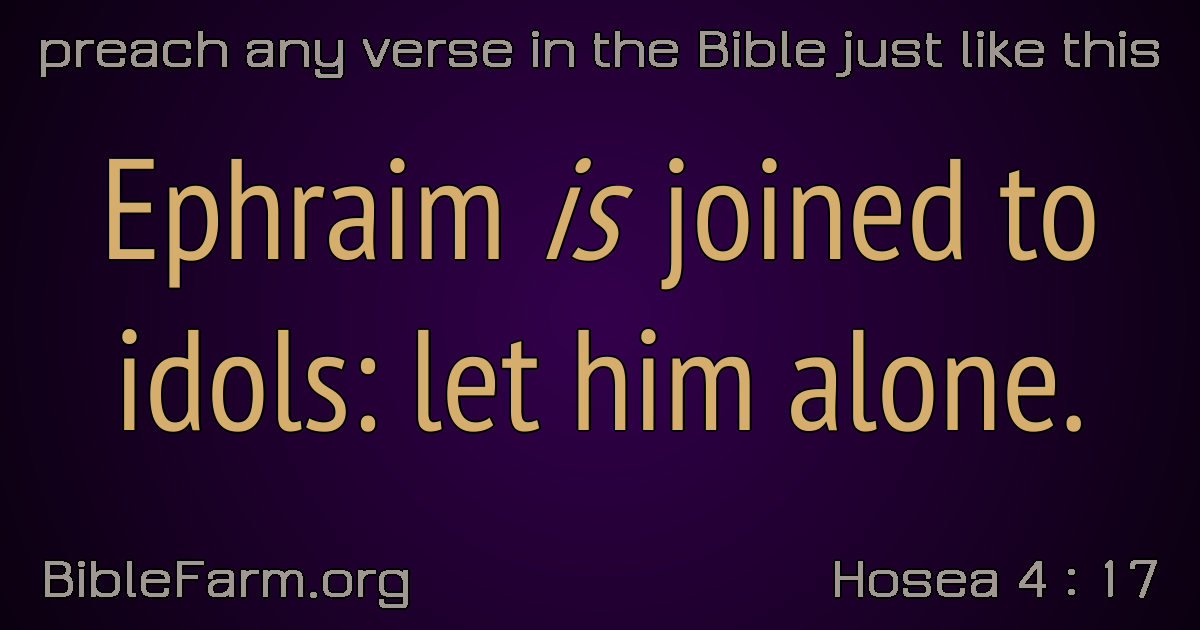 preach any verse in the Bible just like this
Ephraim is joined to
idols: let him alone.
BibleFarm.org
Hosea 4 : 17